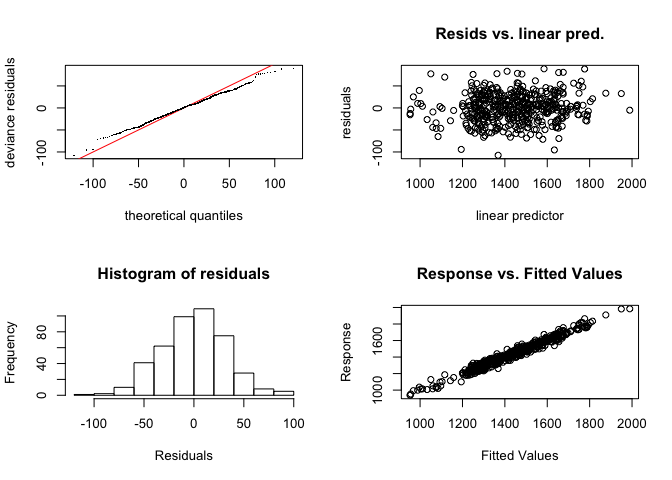 deviance residuals
-100 0
-100 -50 0 50 100
theoretical quantiles
Resids vs. linear pred.
residuals
-100 0
1000 1200 1400 1600 1800 2000
linear predictor
Histogram of residuals
Frequency
0 40 80
-100 -50 0 50 100
Residuals
Response vs. Fitted Values
Response
1000 1600
1000 1200 1400 1600 1800 2000
Fitted Values